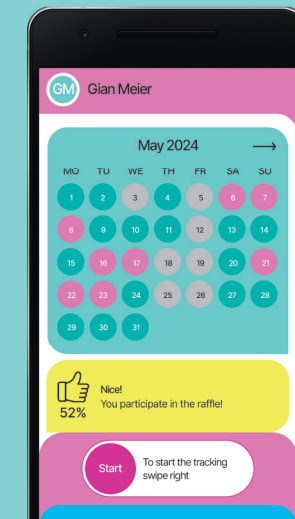 GM Gian Meier
May 2024 →
MO TU WE TH FR SA SU
1 2 3 4 5 6 7
8 9 10 11 12 13 14
15 16 17 18 19 20 21
22 23 24 25 26 27 28
29 30 31
Nice!
You participate in the raffle!
52%
Start
To start the tracking
swipe right